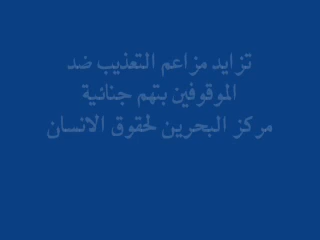 تزايد مزاعم التعذيب ضد
الموقوفين بتهم جنائية
مركز البحرين لحقوق الانسان